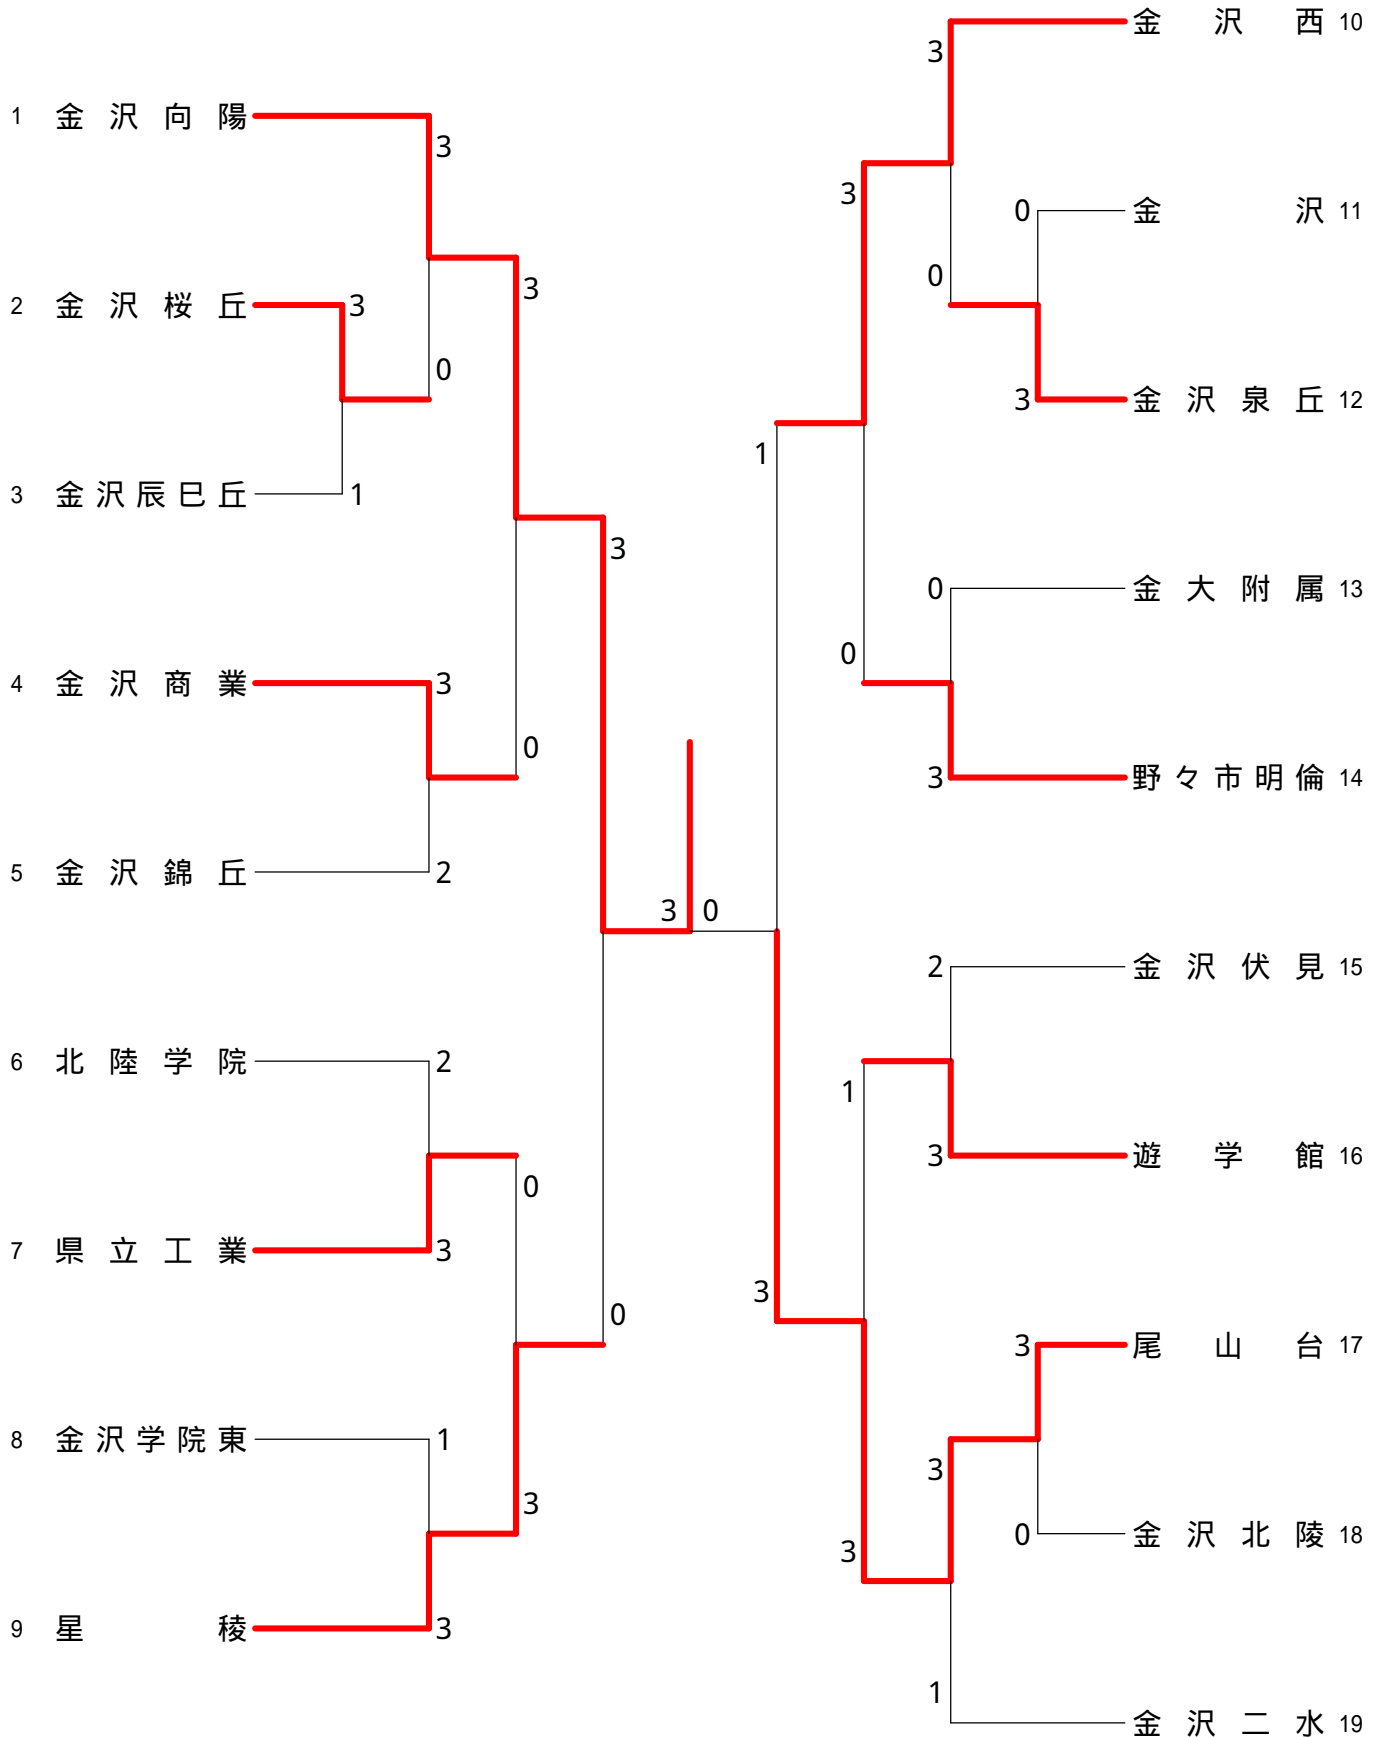 1 金沢向陽
3
3
2 金沢桜丘
3
0
3 金沢辰巳丘
1
3
4 金沢商業
3
0
5 金沢錦丘
2
3 0
6 北陸学院
2
0
7 県立工業
3
0
8 金沢学院東
1
3
9 星稜
3
金沢西 10
3
3
0
金沢 11
0
3
金沢泉丘 12
1
0
金大附属 13
0
3
野々市明倫 14
2
金沢伏見 15
1
3
遊学館 16
3
3
尾山台 17
3
0
金沢北陵 18
3
1
金沢二水 19